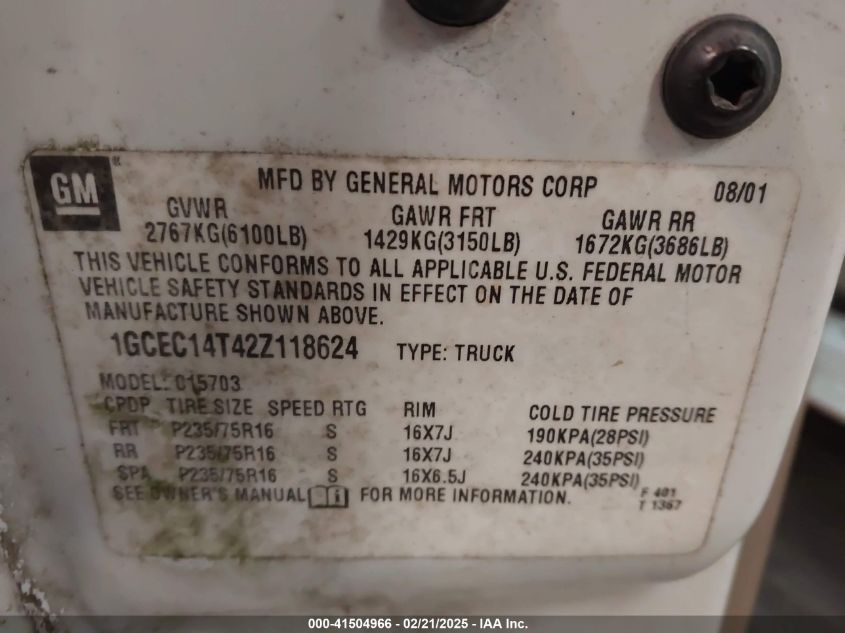 GM ®
MFD BY GENERAL MOTORS CORP 08/01
GVWR GAWR FRT GAWR RR
2767KG(6100LB) 1429KG(3150LB) 1672KG(3686LB)
THIS VEHICLE CONFORMS TO ALL APPLICABLE U.S. FEDERAL MOTOR
VEHICLE SAFETY STANDARDS IN EFFECT ON THE DATE OF
MANUFACTURE SHOWN ABOVE.
1GCEC14T42Z118624 TYPE: TRUCK
MODEL: C15703
CPDP TIRE SIZE SPEED RTG RIM COLD TIRE PRESSURE
FRT P235/75R16 S 16X7J 190KPA(28PSI)
RR P235/75R16 S 16X7J 240KPA(35PSI)
SPA P235/75R16 S 16X6.5J 240KPA(35PSI)
SEE OWNER'S MANUAL FOR MORE INFORMATION.
F 401
T 1367
000-41504966 — 02/21/2025 — IAA Inc.